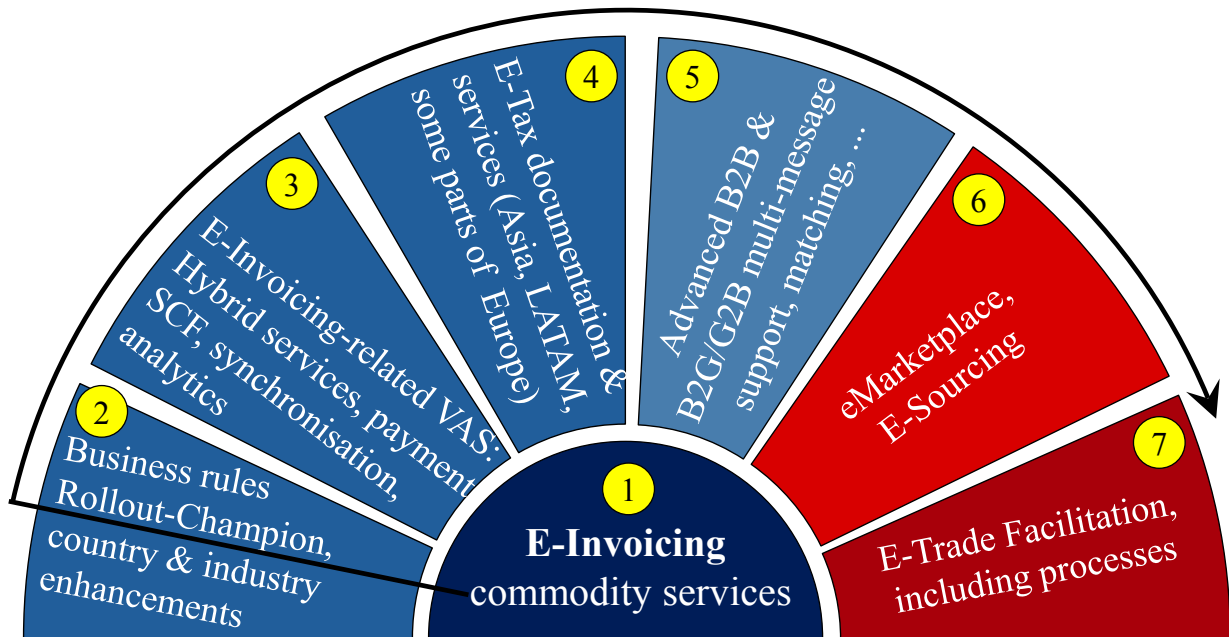 1
E-Invoicing
commodity services
2
Business rules
Rollout-Champion,
country & industry
enhancements
3
E-Invoicing-related VAS:
Hybrid services, payment
SCF, synchronisation,
analytics
4
E-Tax documentation &
services (Asia, LATAM,
some parts of Europe)
5
Advanced B2B &
B2G/G2B multi-message
support, matching, ...
6
eMarketplace,
E-Sourcing
7
E-Trade Facilitation,
including processes